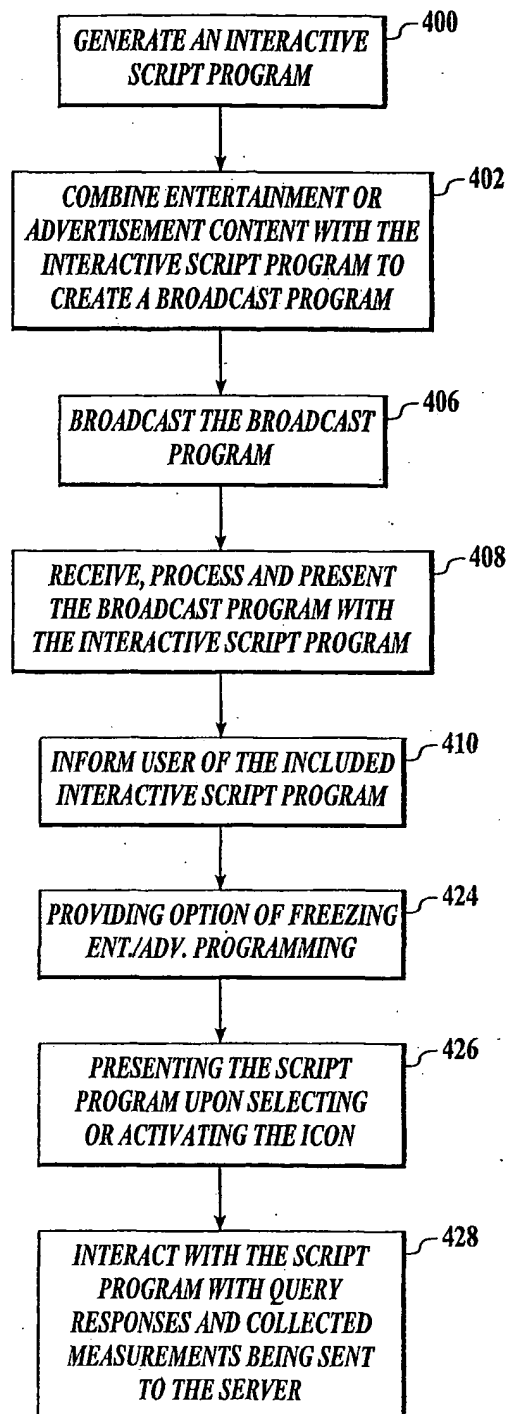 400
GENERATE AN INTERACTIVE
SCRIPT PROGRAM
402
COMBINE ENTERTAINMENT OR
ADVERTISEMENT CONTENT WITH THE
INTERACTIVE SCRIPT PROGRAM TO
CREATE A BROADCAST PROGRAM
406
BROADCAST THE BROADCAST
PROGRAM
408
RECEIVE, PROCESS AND PRESENT
THE BROADCAST PROGRAM WITH
THE INTERACTIVE SCRIPT PROGRAM
410
INFORM USER OF THE INCLUDED
INTERACTIVE SCRIPT PROGRAM
424
PROVIDING OPTION OF FREEZING
ENT./ADV. PROGRAMMING
426
PRESENTING THE SCRIPT
PROGRAM UPON SELECTING
OR ACTIVATING THE ICON
428
INTERACT WITH THE SCRIPT
PROGRAM WITH QUERY
RESPONSES AND COLLECTED
MEASUREMENTS BEING SENT
TO THE SERVER